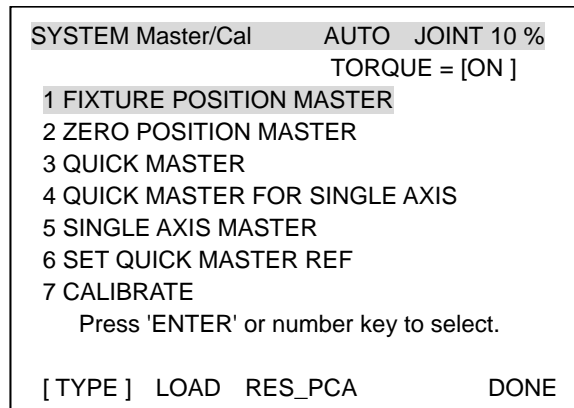 SYSTEM Master/Cal AUTO JOINT 10 %
TORQUE = [ON ]
1 FIXTURE POSITION MASTER
2 ZERO POSITION MASTER
3 QUICK MASTER
4 QUICK MASTER FOR SINGLE AXIS
5 SINGLE AXIS MASTER
6 SET QUICK MASTER REF
7 CALIBRATE
Press 'ENTER' or number key to select.
[ TYPE ] LOAD RES_PCA DONE